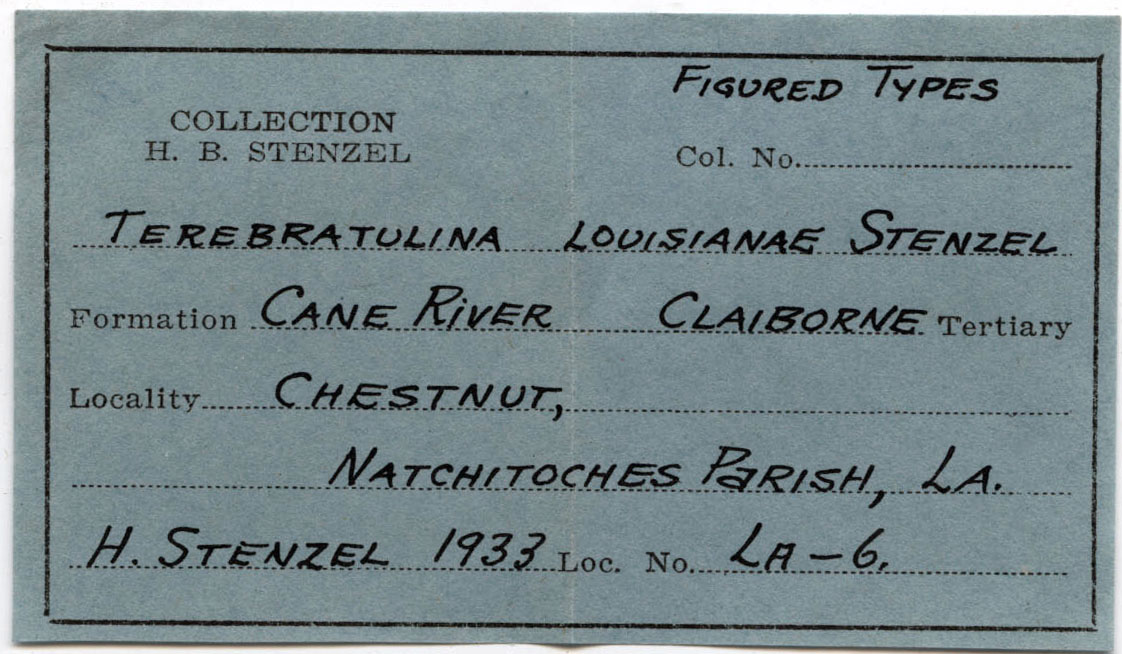 FIGURED TYPES
COLLECTION
H. B. STENZEL
Col. No.
TEREBRATULINA LOUISIANAE STENZEL
Formation CANE RIVER CLAIBORNE Tertiary
Locality CHESTNUT,
NATCHITOCHES PARISH, LA.
H. STENZEL 1933 Loc. No. LA-6.